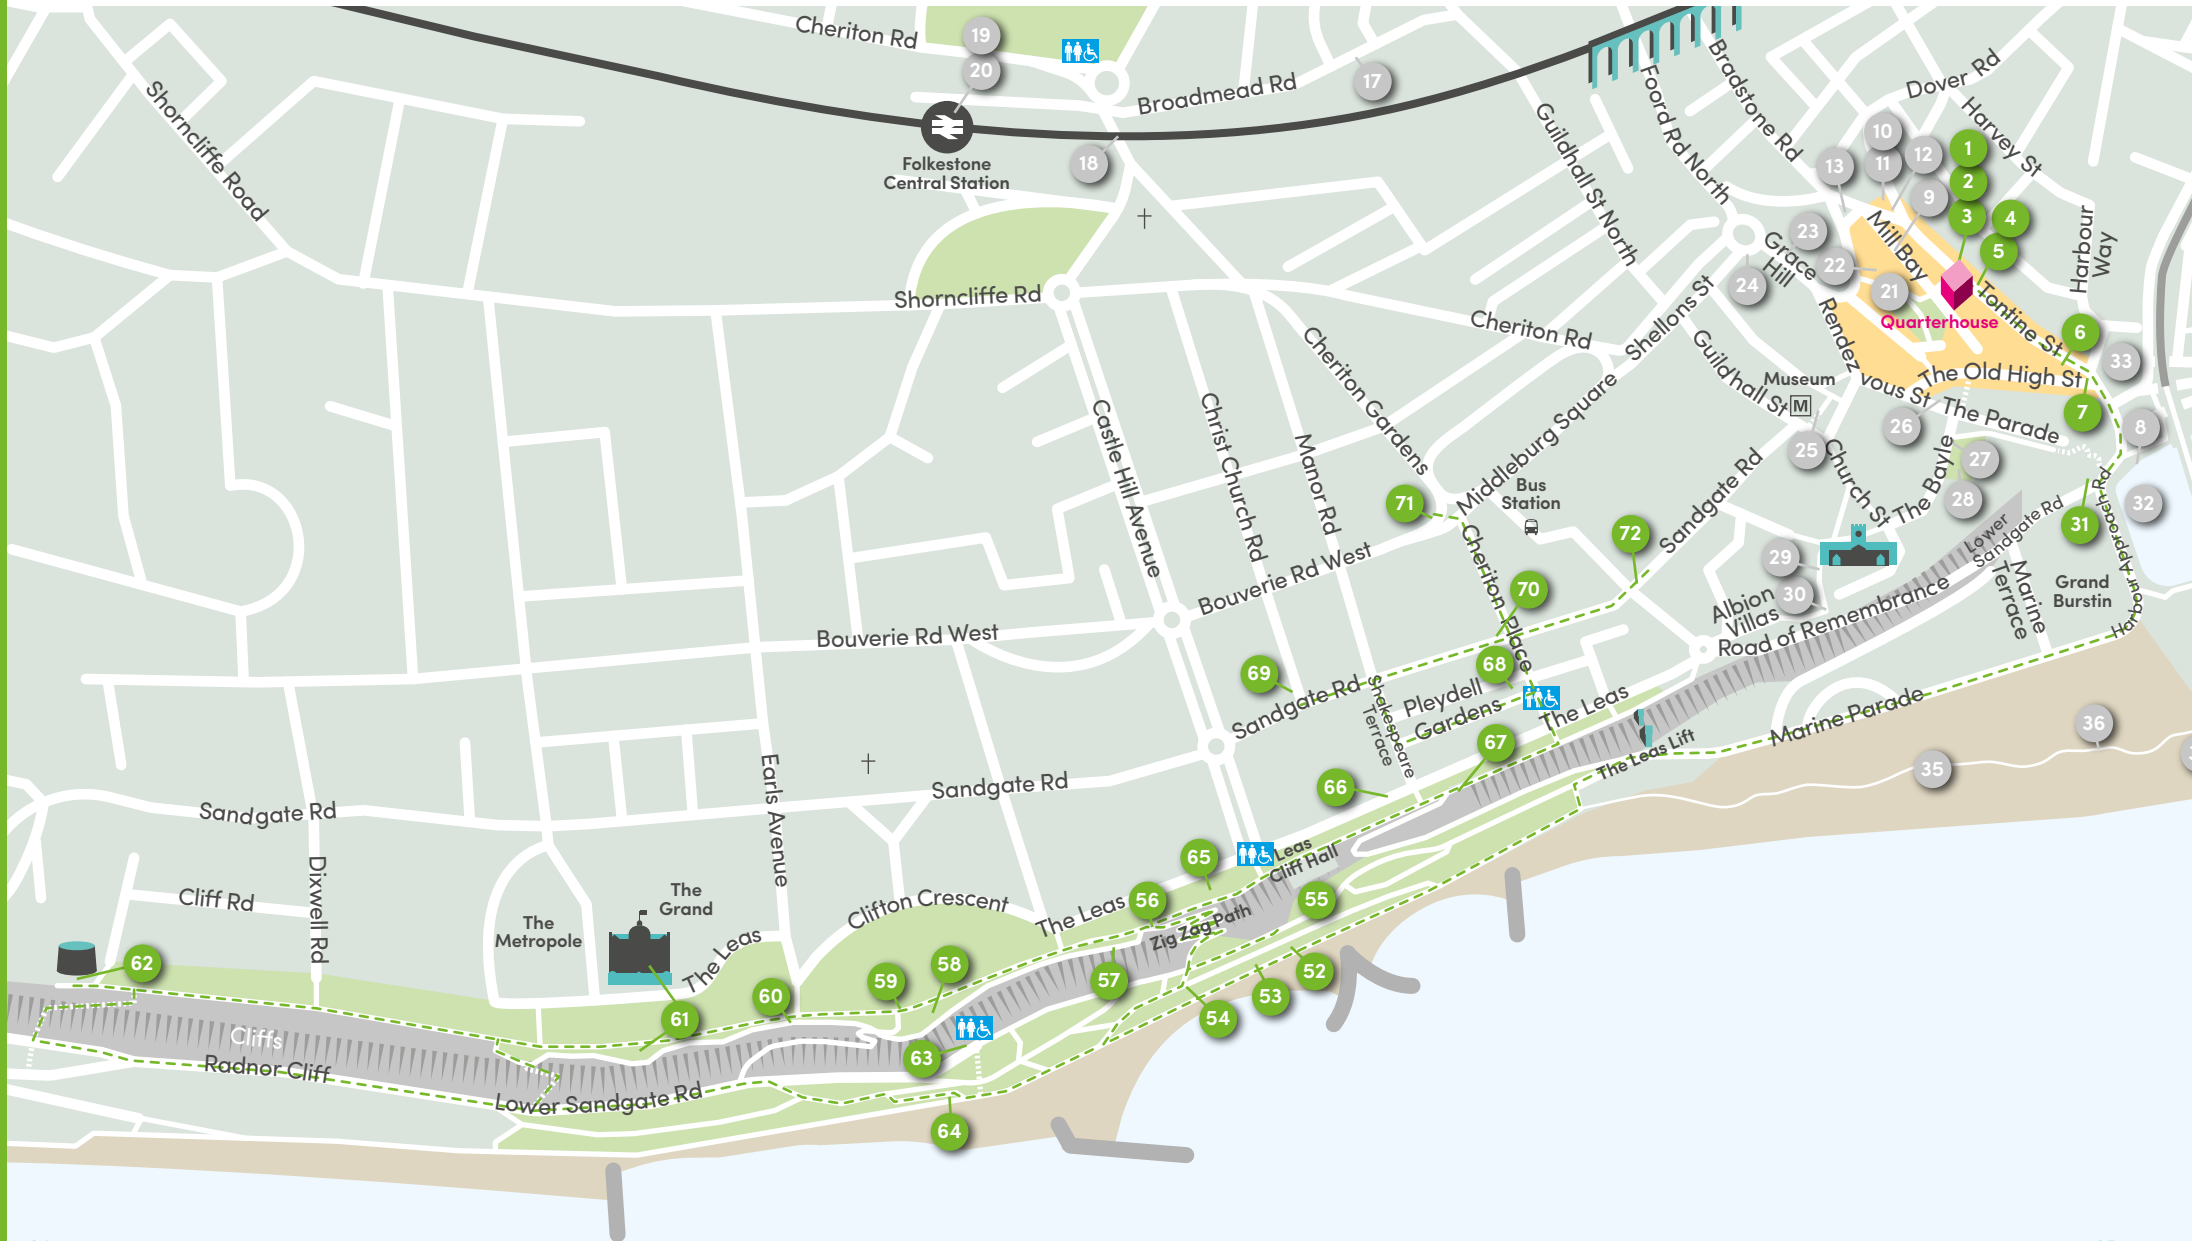 Cheriton Rd
19
20
17
18
Broadmead Rd
Folkestone
Central Station
Shorncliffe Road
Guildhall St North
Foord Rd North
Bradstone Rd
Dover Rd
Harvey St
10
11
12
13
1
2
3
4
5
9
Mill Bay
Harbour
Way
23
22
21
24
Grace
Hill
Quarterhouse
Tontine St
6
33
Shorncliffe Rd
Cheriton Rd
Shellons St
Cheriton Gardens
Guildhall St
Rendez vous St
The Old High St
Museum
M
7
8
26
The Parade
25
Church St
The Bayle
27
28
Castle Hill Avenue
Christ Church Rd
Manor Rd
Middleburg Square
Bus
Station
71
72
Sandgate Rd
Lower
Sandgate Rd
31
32
Harbour Approach Rd
Grand
Burstin
Marine
Terrace
29
30
Albion
Villas
Road of Remembrance
Cheriton Place
70
Bouverie Rd West
Bouverie Rd West
69
68
Sandgate Rd
Shakespeare
Terrace
Pleydell
Gardens
The Leas
67
66
The Leas Lift
Marine Parade
36
35
Earls Avenue
Sandgate Rd
Sandgate Rd
Dixwell Rd
Cliff Rd
The
Metropole
The
Grand
The Leas
Clifton Crescent
The Leas
65
56
Leas
Cliff Hall
55
Zig Zag Path
62
61
60
59
58
57
52
53
54
63
64
Cliffs
Radnor Cliff
Lower Sandgate Rd